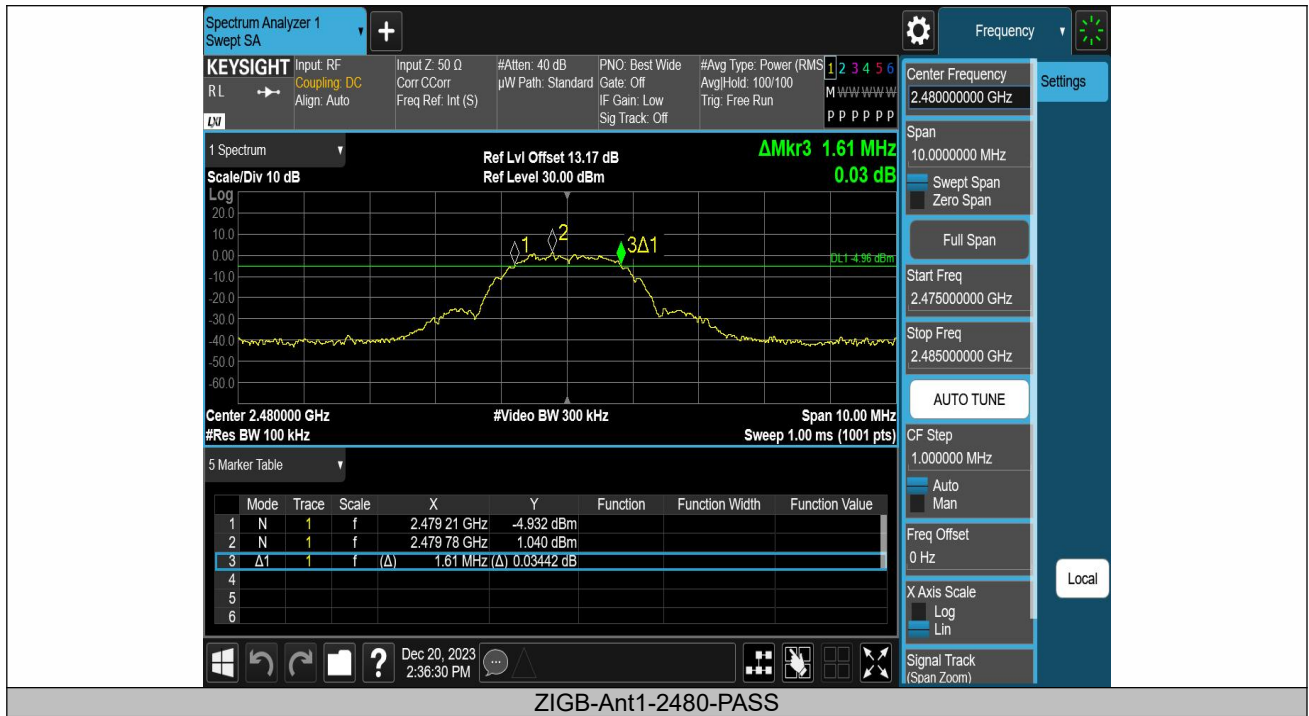 Spectrum Analyzer 1
Swept SA
+
Frequency
KEYSIGHT
RL
LXI
Input: RF
Coupling: DC
Align: Auto
Input Z: 50 Ω
Corr CCorr
Freq Ref: Int (S)
#Atten: 40 dB
µW Path: Standard
PNO: Best Wide
Gate: Off
IF Gain: Low
Sig Track: Off
#Avg Type: Power (RMS
Avg|Hold: 100/100
Trig: Free Run
1 2 3 4 5 6
M W W W W W
P P P P P P
1 Spectrum
Scale/Div 10 dB
Ref Lvl Offset 13.17 dB
Ref Level 30.00 dBm
ΔMkr3 1.61 MHz
0.03 dB
Log
20.0
10.0
0.00
-10.0
-20.0
-30.0
-40.0
-50.0
-60.0
1
2
3Δ1
DL1 -4.96 dBm
Center 2.480000 GHz
#Video BW 300 kHz
Span 10.00 MHz
#Res BW 100 kHz
Sweep 1.00 ms (1001 pts)
5 Marker Table
Mode Trace Scale X Y Function Function Width Function Value
1 N 1 f 2.479 21 GHz -4.932 dBm
2 N 1 f 2.479 78 GHz 1.040 dBm
3 Δ1 1 f (Δ) 1.61 MHz (Δ) 0.03442 dB
4
5
6
?
Dec 20, 2023
2:36:30 PM
Center Frequency
2.480000000 GHz
Settings
Span
10.0000000 MHz
Swept Span
Zero Span
Full Span
Start Freq
2.475000000 GHz
Stop Freq
2.485000000 GHz
AUTO TUNE
CF Step
1.000000 MHz
Auto
Man
Freq Offset
0 Hz
Local
X Axis Scale
Log
Lin
Signal Track
(Span Zoom)
ZIGB-Ant1-2480-PASS